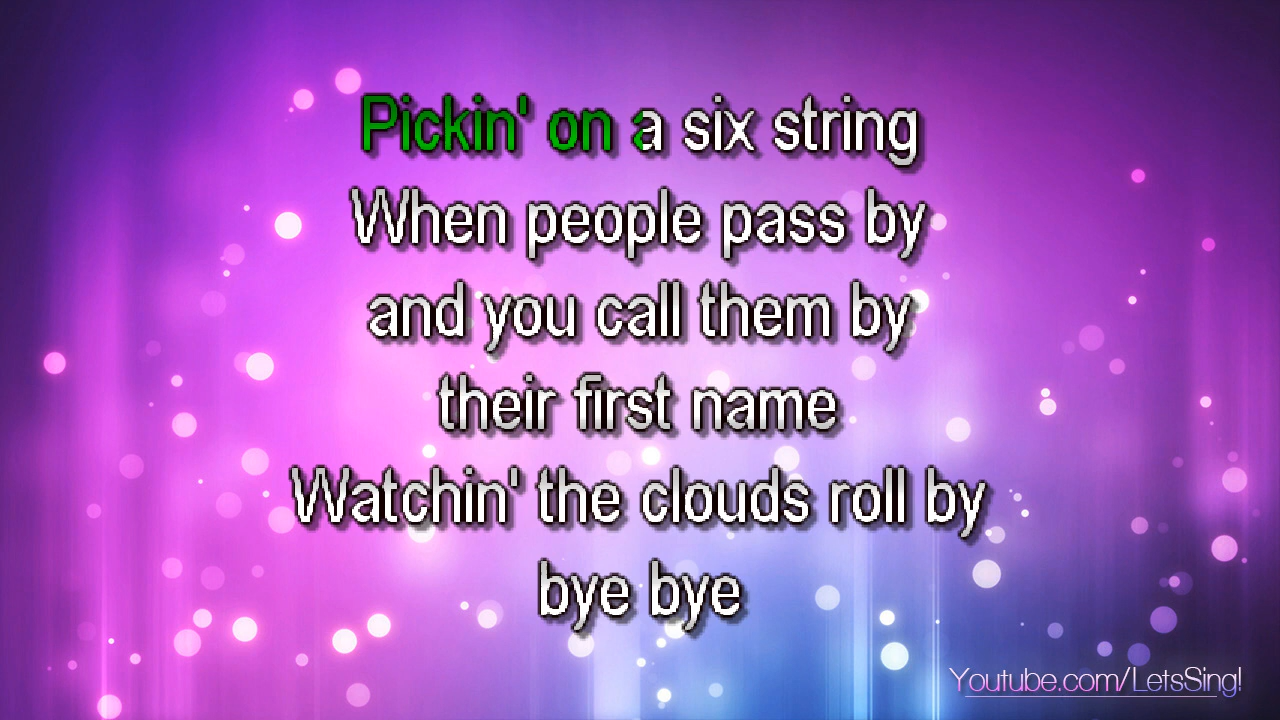 Pickin' on a six string
When people pass by
and you call them by
their first name
Watchin' the clouds roll by
bye bye
Youtube.com/LetsSing!